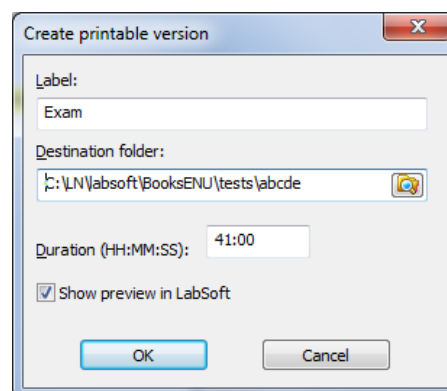 Create printable version
Label:
Exam
Destination folder:
C:\LN\labsoft\BooksENU\tests\abcde
Duration (HH:MM:SS): 41:00
Show preview in LabSoft
OK Cancel